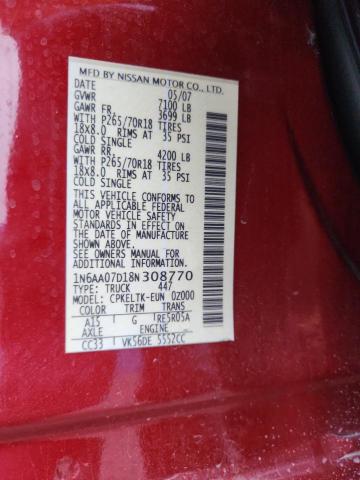 MFD BY NISSAN MOTOR CO., LTD.
DATE 05/07
GVWR 7100 LB
GAWR FR. 3699 LB
WITH P265/70R18 TIRES
18x8.0 RIMS AT 35 PSI
COLD SINGLE
GAWR RR. 4200 LB
WITH P265/70R18 TIRES
18x8.0 RIMS AT 35 PSI
COLD SINGLE
THIS VEHICLE CONFORMS TO
ALL APPLICABLE FEDERAL
MOTOR VEHICLE SAFETY
STANDARDS IN EFFECT ON
THE DATE OF MANUFACTURE
SEE OWNERS MANUAL FOR
ADDITIONAL INFORMATION.
1N6AA07D18N308770
TYPE: TRUCK 447
MODEL: CPKELTK-EUN 0Z000
COLOR TRIM TRANS
A15 G RE5R05A
AXLE ENGINE
CC33 VK56DE 5552CC